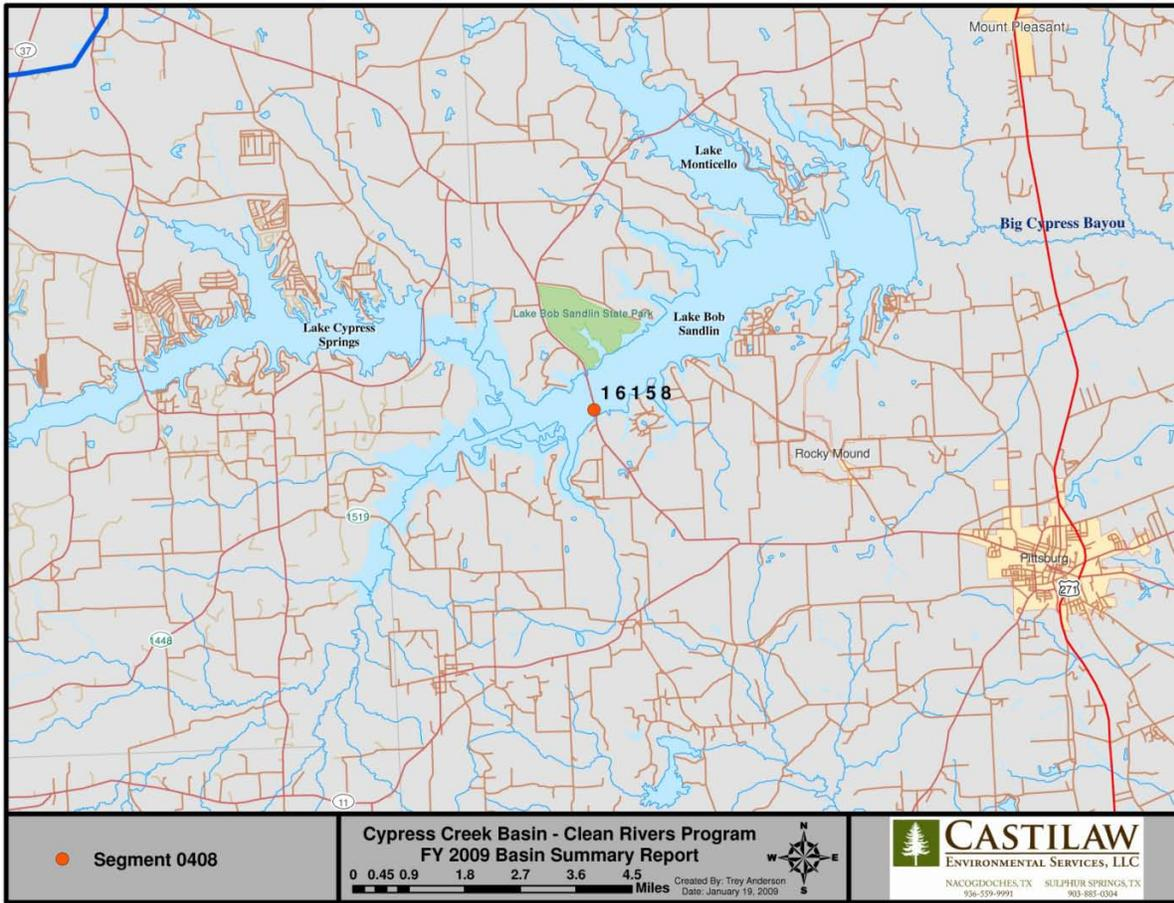 37
Mount Pleasant
Lake
Monticello
Big Cypress Bayou
Lake Bob Sandlin State Park
Lake Cypress
Springs
Lake Bob
Sandlin
16158
Rocky Mound
1519
Pittsburg
271
1448
11
Segment 0408
Cypress Creek Basin - Clean Rivers Program
FY 2009 Basin Summary Report
0 0.45 0.9 1.8 2.7 3.6 4.5
Miles
Created By: Trey Anderson
Date: January 19, 2009
N
W E
S
CASTILAW
ENVIRONMENTAL SERVICES, LLC
NACOGDOCHES, TX SULPHUR SPRINGS, TX
936-559-9991 903-885-0304